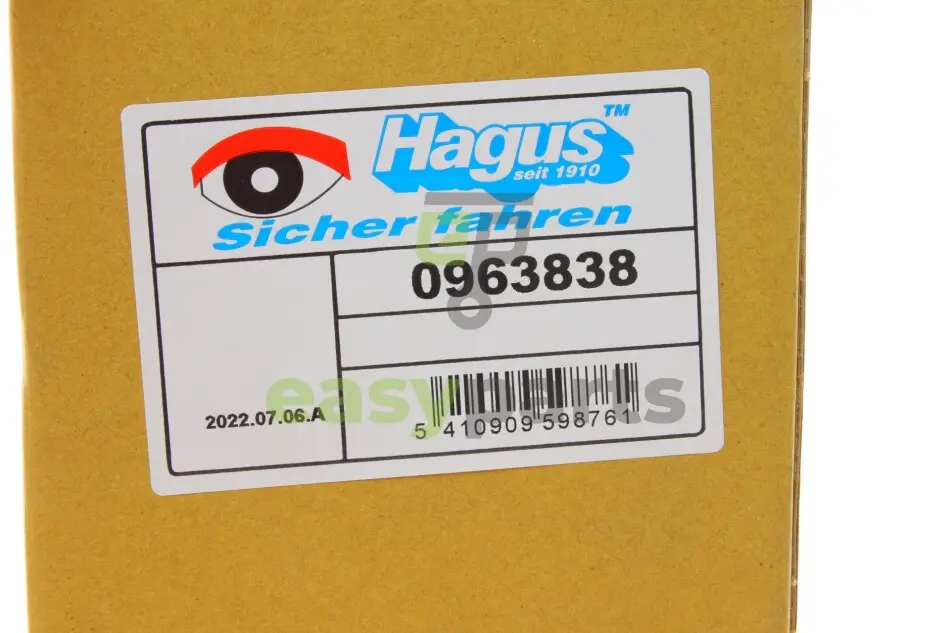 Hagus™
seit 1910
Sicher fahren
0963838
2022.07.06.A
5 410909 598761
easyparts